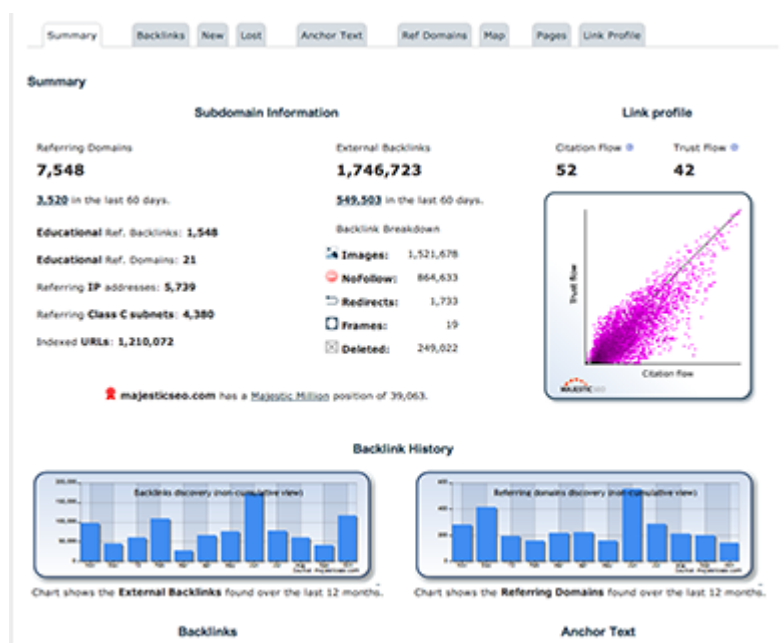 Summary Backlinks New Lost Anchor Text Ref Domains Map Pages Link Profile
Summary
Subdomain Information
Referring Domains
7,548
3,520 in the last 60 days.
Educational Ref. Backlinks: 1,548
Educational Ref. Domains: 21
Referring IP addresses: 5,739
Referring Class C subnets: 4,380
Indexed URLs: 1,210,072
External Backlinks
1,746,723
549,503 in the last 60 days.
Backlink Breakdown
Images: 1,521,678
NoFollow: 864,633
Redirects: 1,733
Frames: 19
Deleted: 249,022
majesticseo.com has a Majestic Million position of 39,063.
Link profile
Citation Flow Trust Flow
52 42
Trust flow
Citation flow
MAJESTIC SEO
Backlink History
Backlinks discovery (non-cumulative view)
Chart shows the External Backlinks found over the last 12 months.
Referring domains discovery (non-cumulative view)
Chart shows the Referring Domains found over the last 12 months.
Backlinks Anchor Text